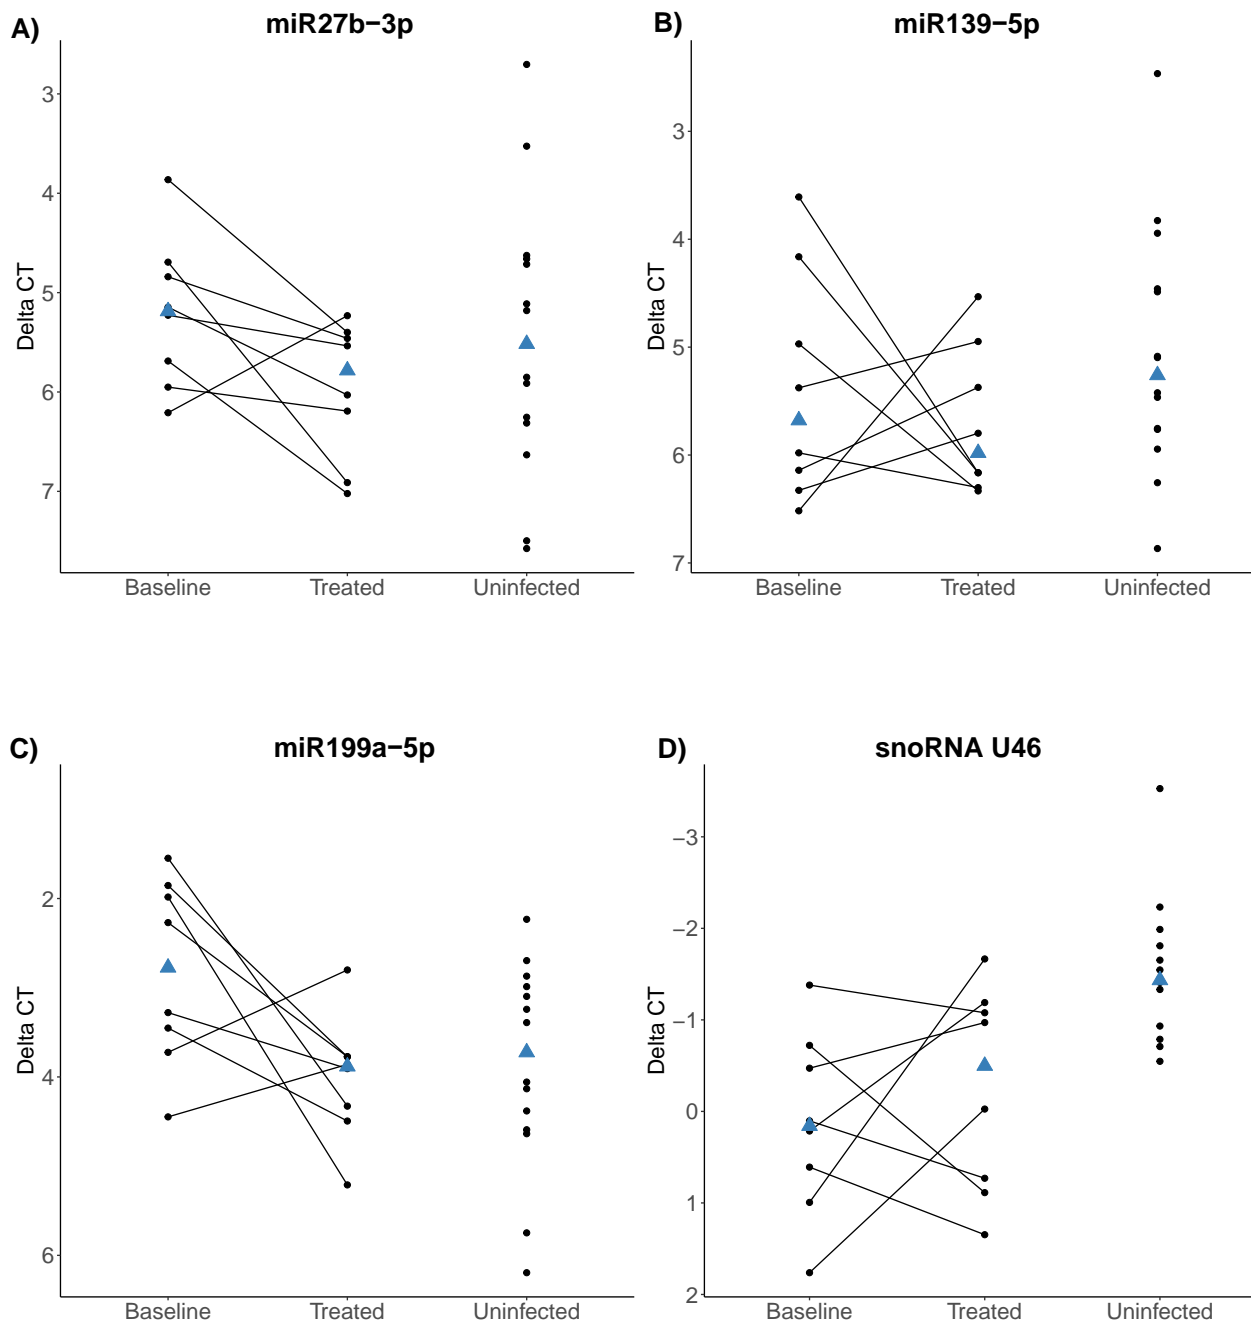 A)
miR27b−3p
3
4
5
6
7
Delta CT
Baseline
Treated
Uninfected
B)
miR139−5p
3
4
5
6
7
Delta CT
Baseline
Treated
Uninfected
C)
miR199a−5p
2
4
6
Delta CT
Baseline
Treated
Uninfected
D)
snoRNA U46
−3
−2
−1
0
1
2
Delta CT
Baseline
Treated
Uninfected